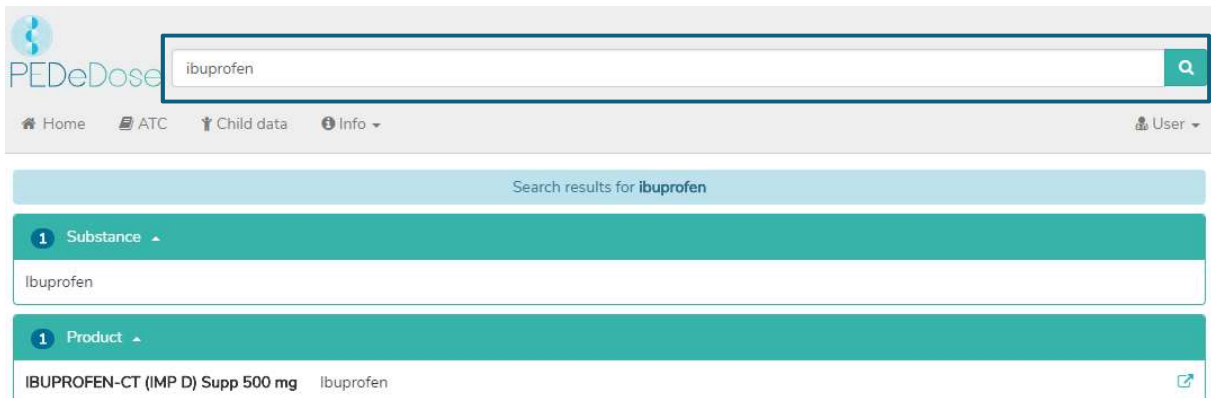 PEDeDose
ibuprofen
Home ATC Child data Info User
Search results for ibuprofen
1 Substance
Ibuprofen
1 Product
IBUPROFEN-CT (IMP D) Supp 500 mg Ibuprofen